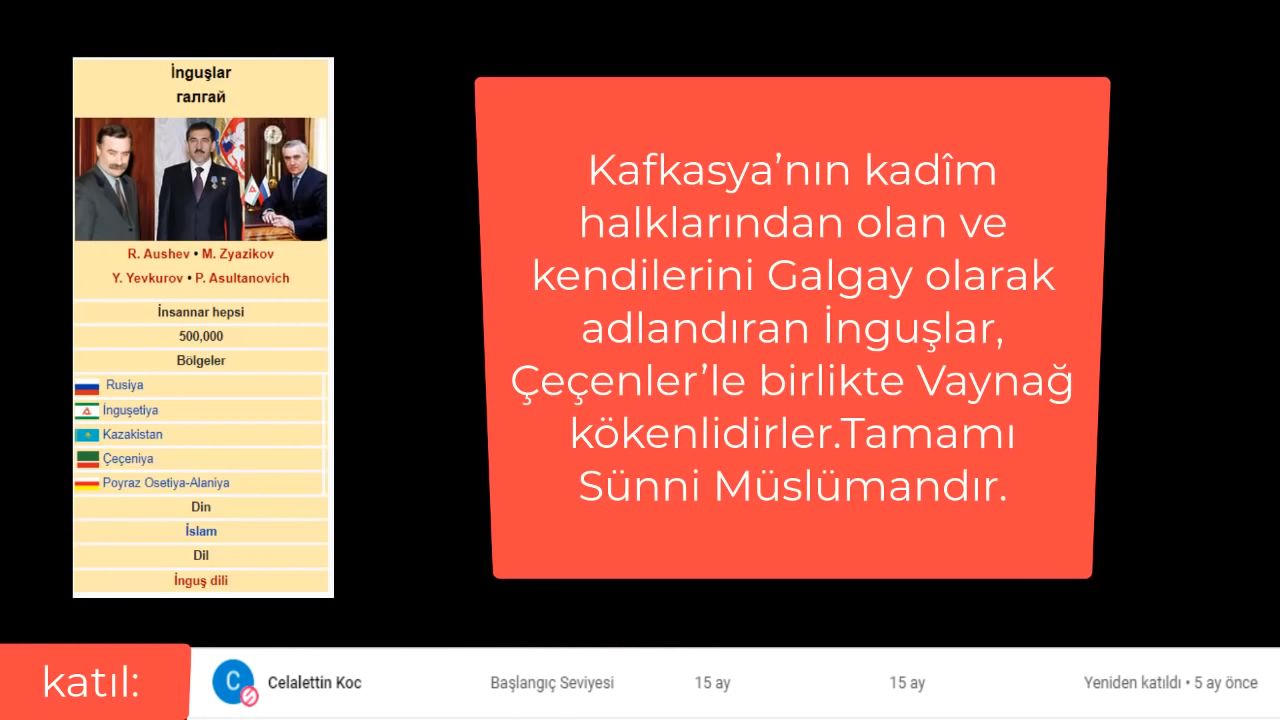 İnguşlar
галгай
R. Aushev • M. Zyazikov
Y. Yevkurov • P. Asultanovich
İnsannar hepsi
500,000
Bölgeler
Rusiya
İnguşetiya
Kazakistan
Çeçeniya
Poyraz Osetiya-Alaniya
Din
İslam
Dil
İnguş dili
Kafkasya’nın kadîm
halklarından olan ve
kendilerini Galgay olarak
adlandıran İnguşlar,
Çeçenler’le birlikte Vaynağ
kökenlidirler.Tamamı
Sünni Müslümandır.
katıl:
C Celalettin Koc Başlangıç Seviyesi 15 ay 15 ay Yeniden katıldı • 5 ay önce